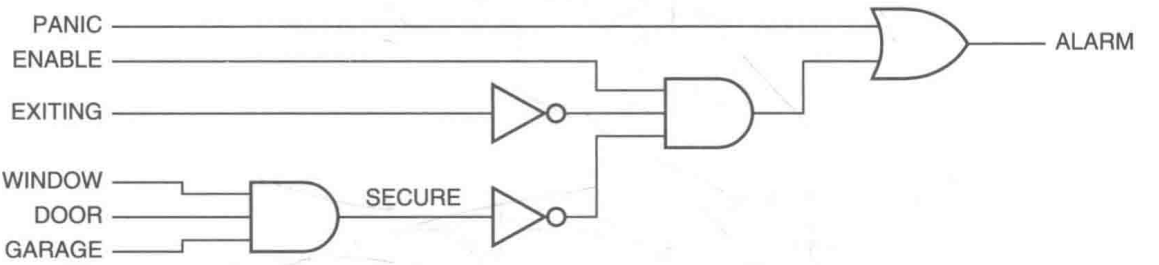 PANIC
ALARM
ENABLE
EXITING
WINDOW
SECURE
DOOR
GARAGE